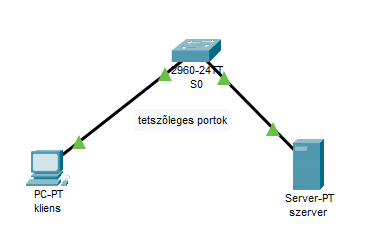 2960-24TT
S0
tetszőleges portok
PC-PT
kliens
Server-PT
szerver